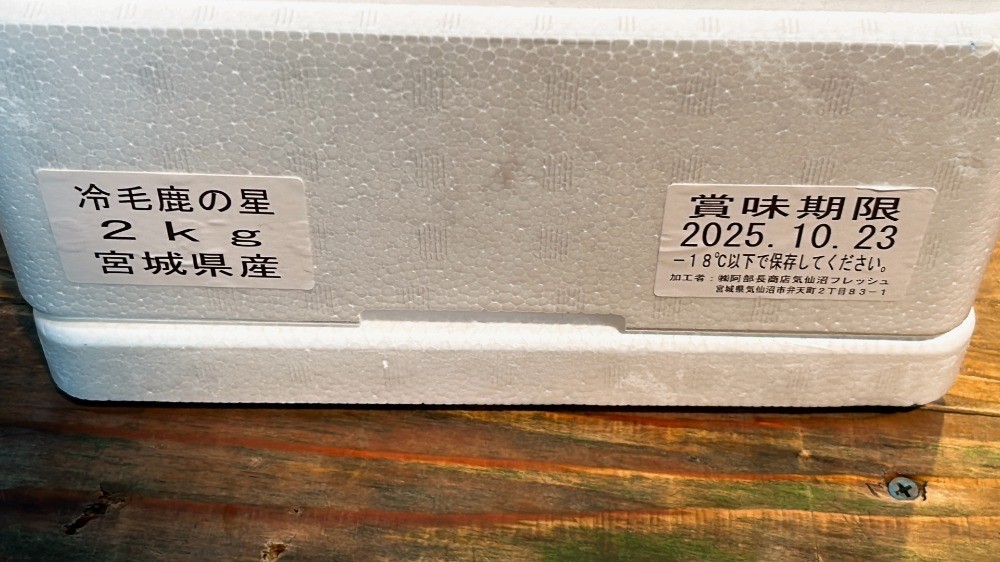 冷毛鹿の星
２ｋｇ
宮城県産
賞味期限
2025.10.23
－１８℃以下で保存してください。
加工者：㈱阿部長商店気仙沼フレッシュ
宮城県気仙沼市弁天町２丁目８３－１